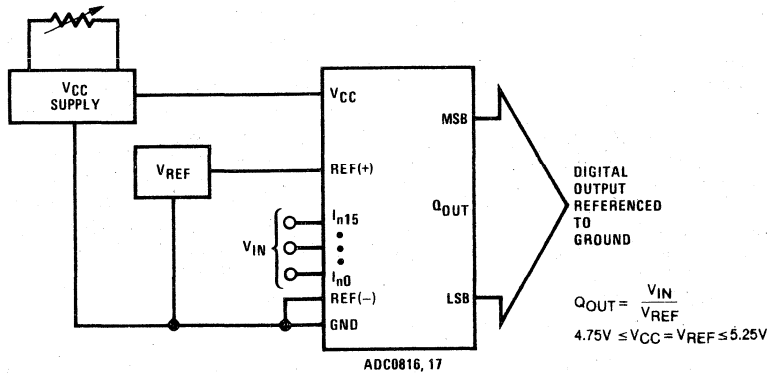 VCC
SUPPLY
VREF
VIN
VCC
REF(+)
In15
In0
REF(−)
GND
MSB
QOUT
LSB
ADC0816, 17
DIGITAL
OUTPUT
REFERENCED
TO
GROUND
QOUT = VIN / VREF
4.75V ≤ VCC = VREF ≤ 5.25V